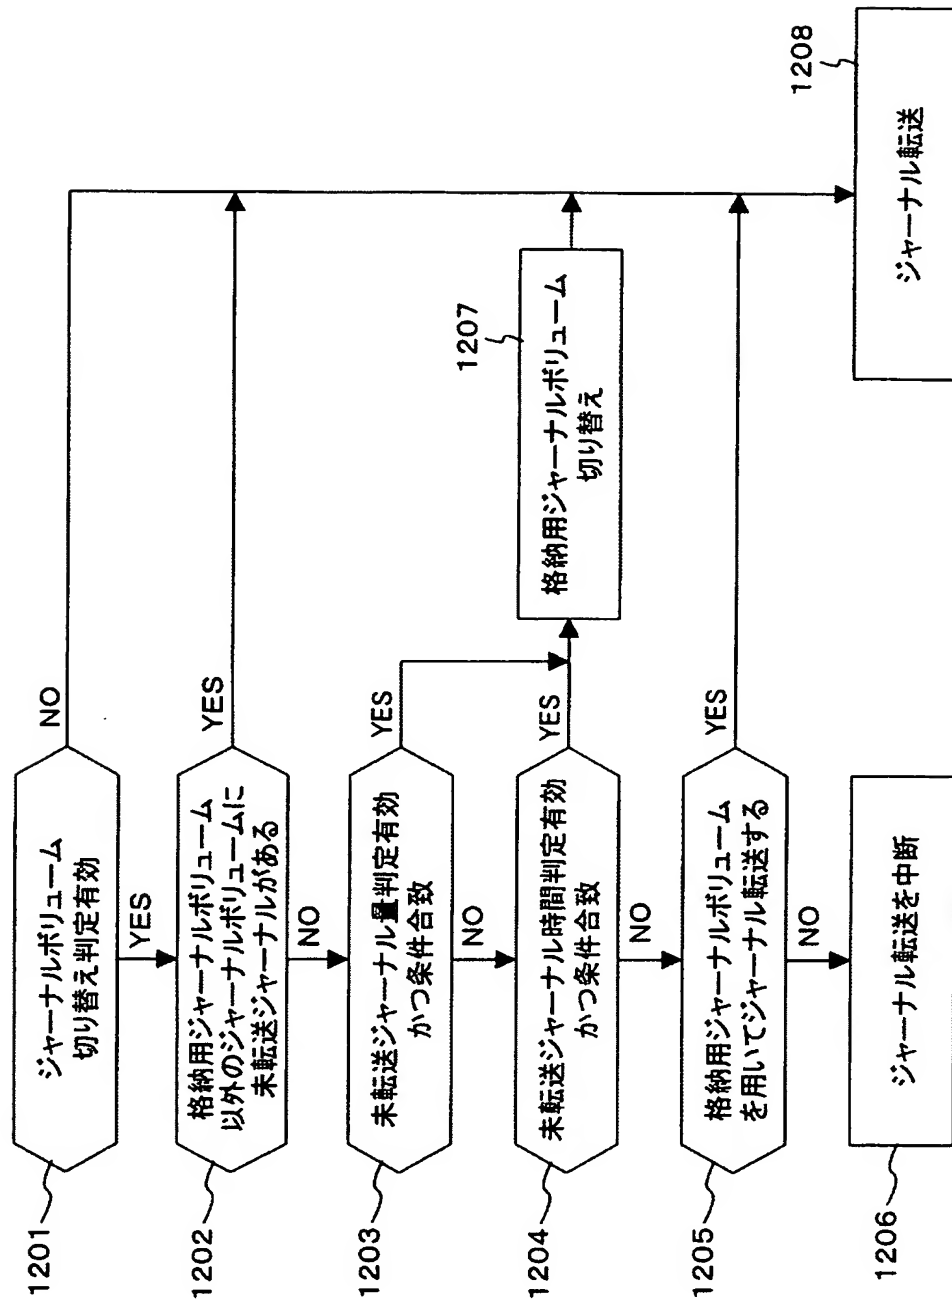 1201
ジャーナルボリューム
切り替え判定有効
NO
YES
1202
格納用ジャーナルボリューム
以外のジャーナルボリュームに
未転送ジャーナルがある
YES
NO
1203
未転送ジャーナル量判定有効
かつ条件合致
YES
NO
1204
未転送ジャーナル時間判定有効
かつ条件合致
YES
NO
1207
格納用ジャーナルボリューム
切り替え
1205
格納用ジャーナルボリューム
を用いてジャーナル転送する
YES
NO
1206
ジャーナル転送を中断
1208
ジャーナル転送